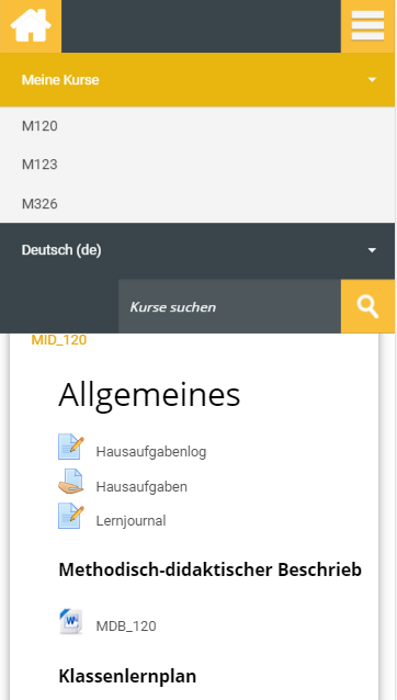 Meine Kurse
M120
M123
M326
Deutsch (de)
Kurse suchen
MID_120
Allgemeines
Hausaufgabenlog
Hausaufgaben
Lernjournal
Methodisch-didaktischer Beschrieb
MDB_120
Klassenlernplan